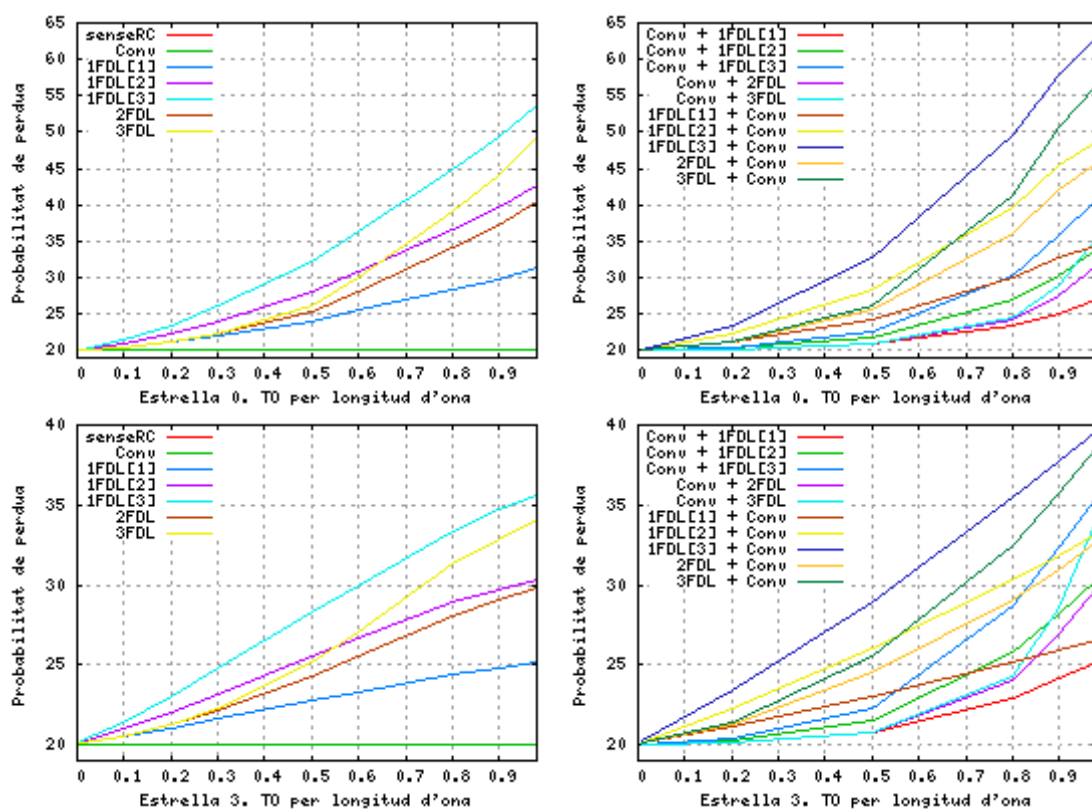 65
60
55
50
45
40
35
30
25
20
Probabilitat de perdua
senseRC
Conv
1FDL[1]
1FDL[2]
1FDL[3]
2FDL
3FDL
0 0.1 0.2 0.3 0.4 0.5 0.6 0.7 0.8 0.9
Estrella 0. T0 per longitud d'ona
65
60
55
50
45
40
35
30
25
20
Probabilitat de perdua
Conv + 1FDL[1]
Conv + 1FDL[2]
Conv + 1FDL[3]
Conv + 2FDL
Conv + 3FDL
1FDL[1] + Conv
1FDL[2] + Conv
1FDL[3] + Conv
2FDL + Conv
3FDL + Conv
0 0.1 0.2 0.3 0.4 0.5 0.6 0.7 0.8 0.9
Estrella 0. T0 per longitud d'ona
40
35
30
25
20
Probabilitat de perdua
senseRC
Conv
1FDL[1]
1FDL[2]
1FDL[3]
2FDL
3FDL
0 0.1 0.2 0.3 0.4 0.5 0.6 0.7 0.8 0.9
Estrella 3. T0 per longitud d'ona
40
35
30
25
20
Probabilitat de perdua
Conv + 1FDL[1]
Conv + 1FDL[2]
Conv + 1FDL[3]
Conv + 2FDL
Conv + 3FDL
1FDL[1] + Conv
1FDL[2] + Conv
1FDL[3] + Conv
2FDL + Conv
3FDL + Conv
0 0.1 0.2 0.3 0.4 0.5 0.6 0.7 0.8 0.9
Estrella 3. T0 per longitud d'ona